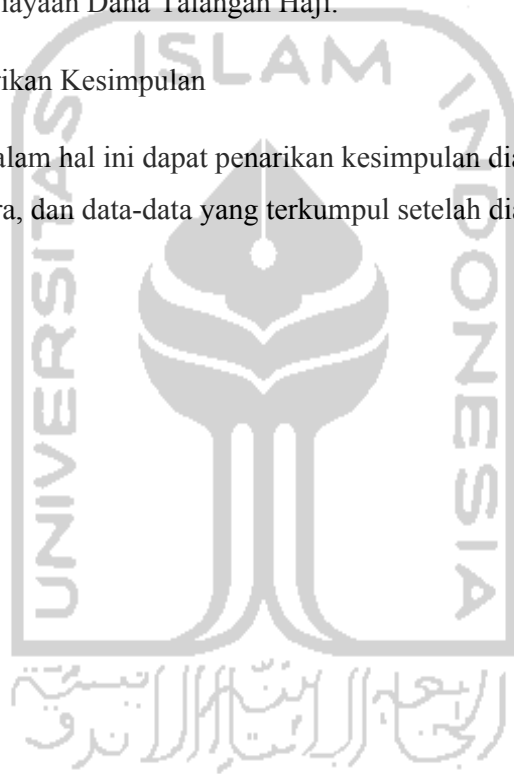 layaan Dana Talangan Haji.
rikan Kesimpulan
alam hal ini dapat penarikan kesimpulan dia
ra, dan data-data yang terkumpul setelah dia
UNIVERSITAS
ISLAM
INDONESIA